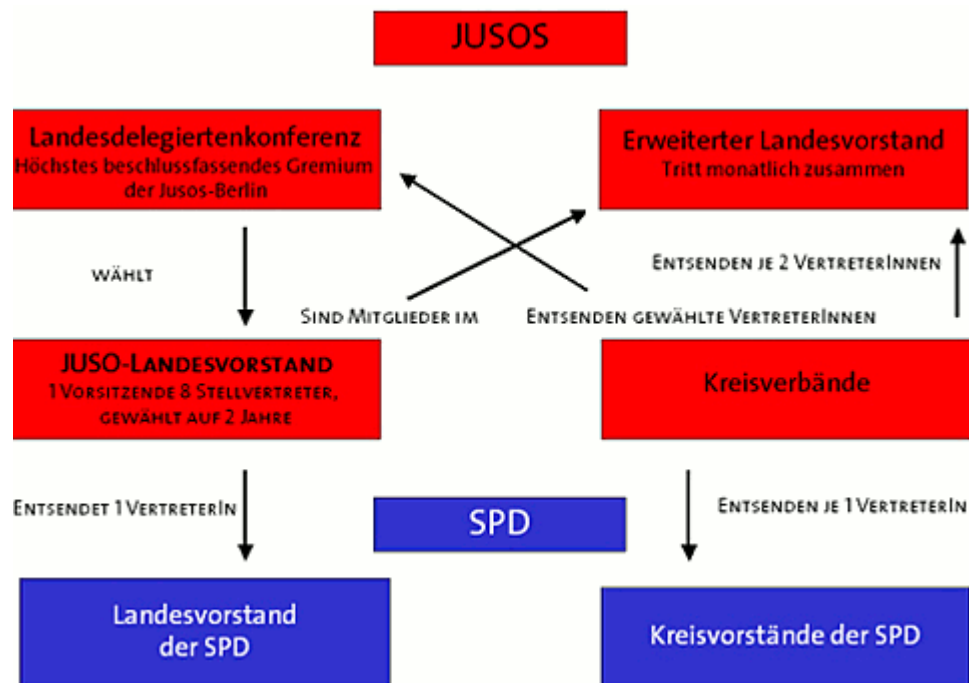 JUSOS
Landesdelegiertenkonferenz
Höchstes beschlussfassendes Gremium
der Jusos-Berlin
Erweiterter Landesvorstand
Tritt monatlich zusammen
WÄHLT
ENTSENDEN JE 2 VERTRETERINNEN
SIND MITGLIEDER IM
ENTSENDEN GEWÄHLTE VERTRETERINNEN
JUSO-LANDESVORSTAND
1 VORSITZENDE 8 STELLVERTRETER,
GEWÄHLT AUF 2 JAHRE
Kreisverbände
ENTSENDET 1 VERTRETERIN
SPD
ENTSENDEN JE 1 VERTRETERIN
Landesvorstand
der SPD
Kreisvorstände der SPD